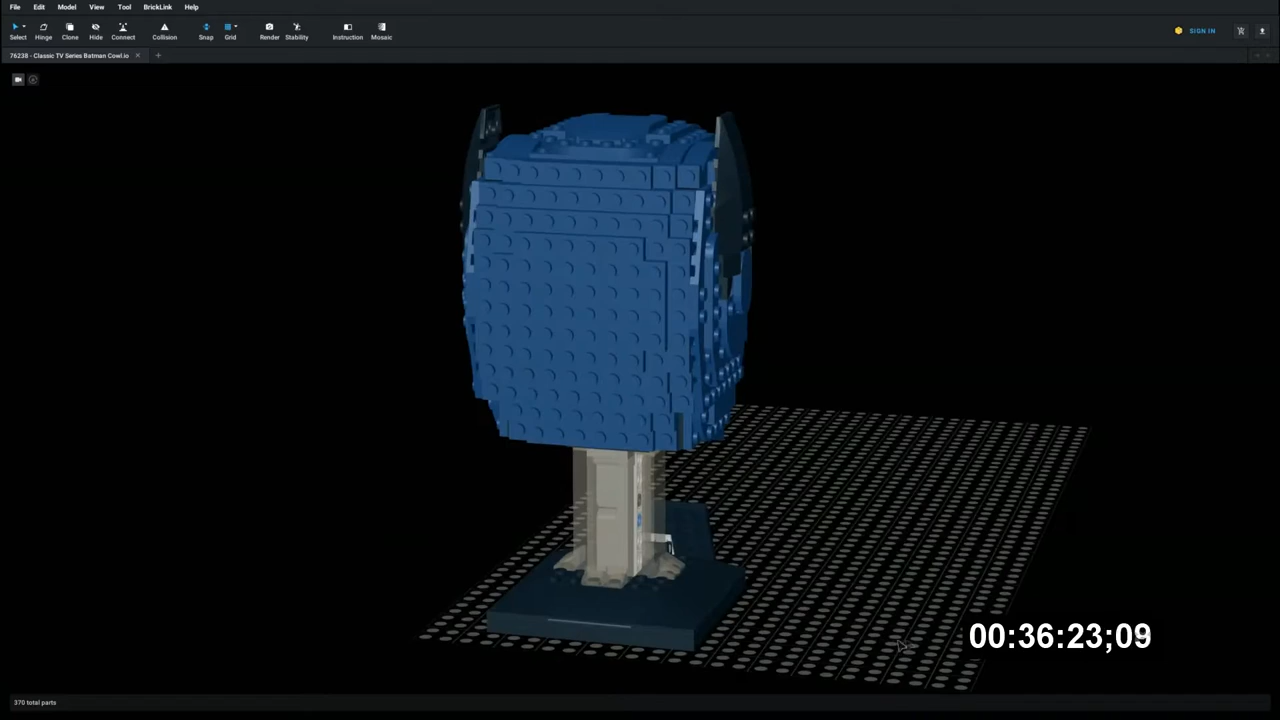 File Edit Model View Tool BrickLink Help
Select Hinge Clone Hide Connect Collision Snap Grid Render Stability Instruction Mosaic
SIGN IN
76238 - Classic TV Series Batman Cowl.io
00:36:23;09
370 total parts